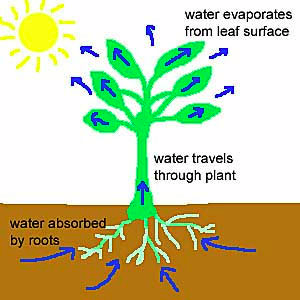 water evaporates
from leaf surface
water travels
through plant
water absorbed
by roots